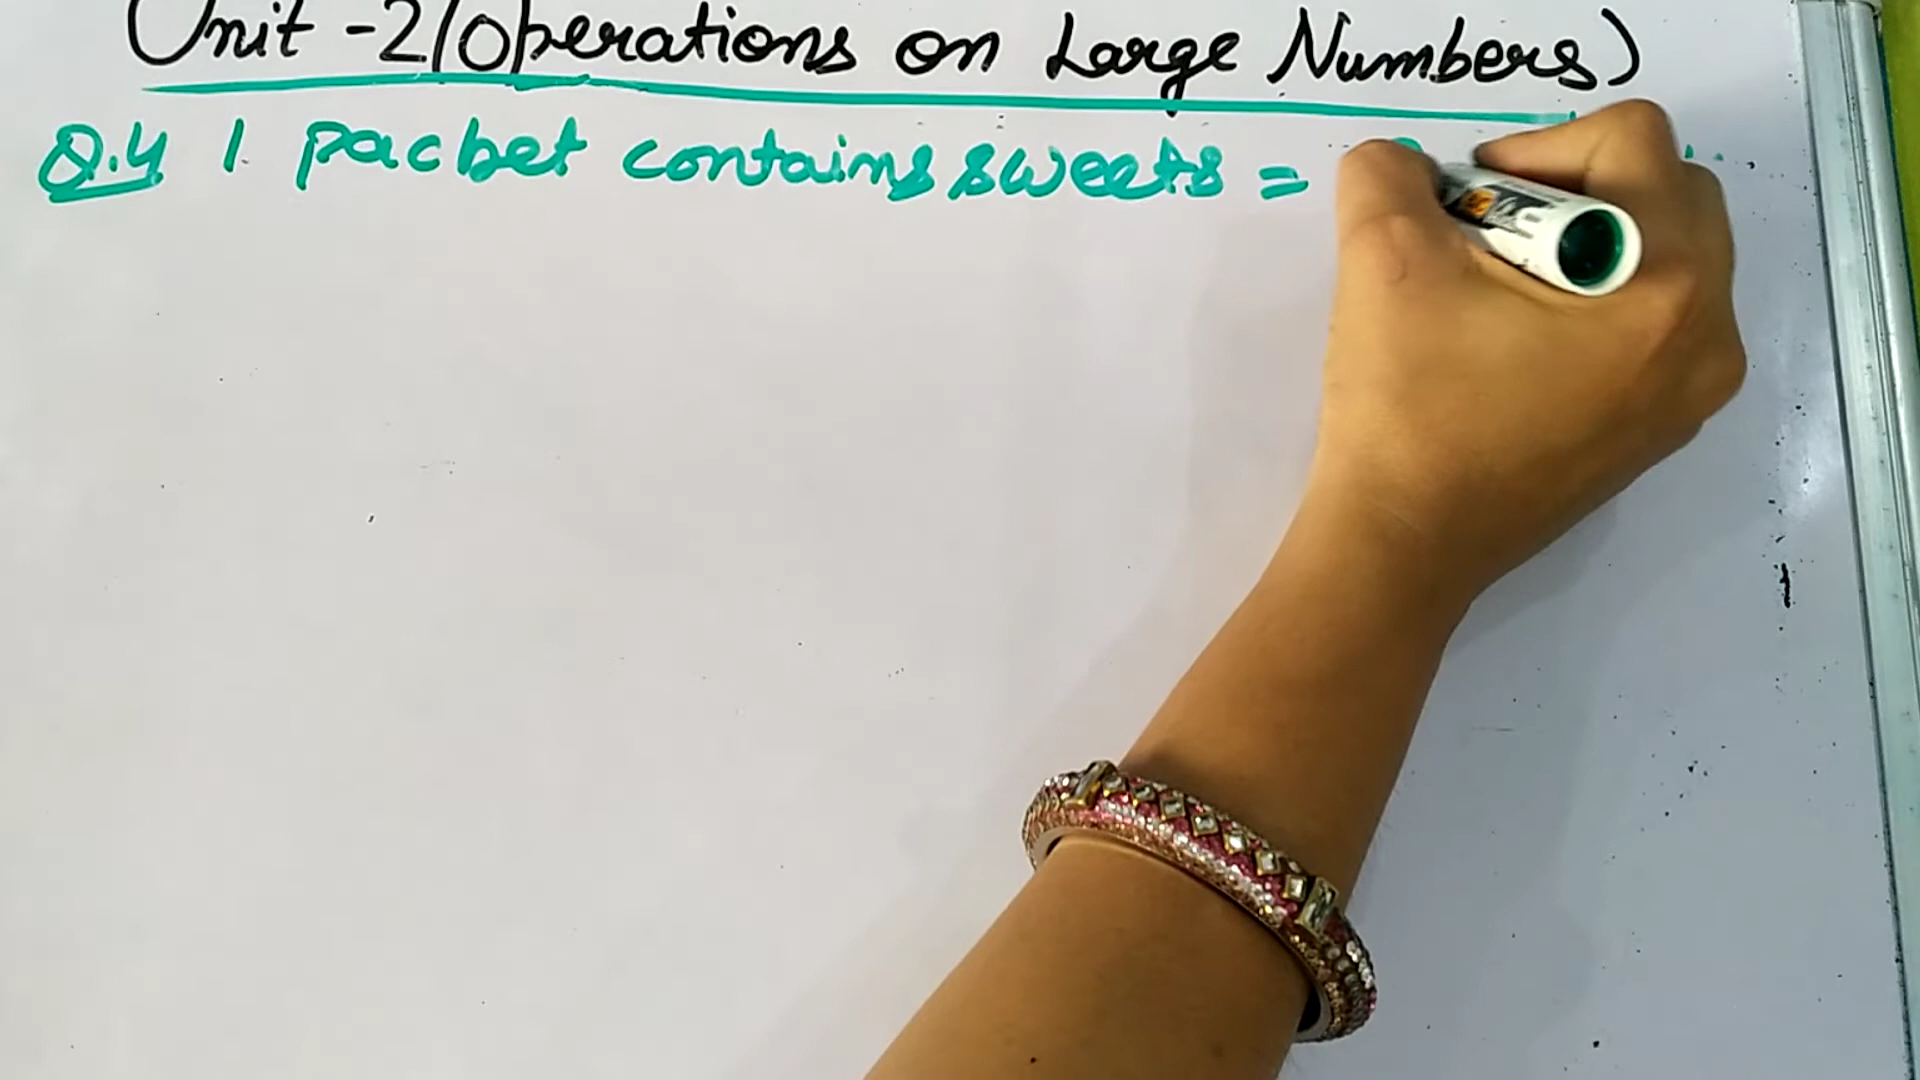 Unit-2(Operations on Large Numbers)
Q.4 1 packet contains sweets =